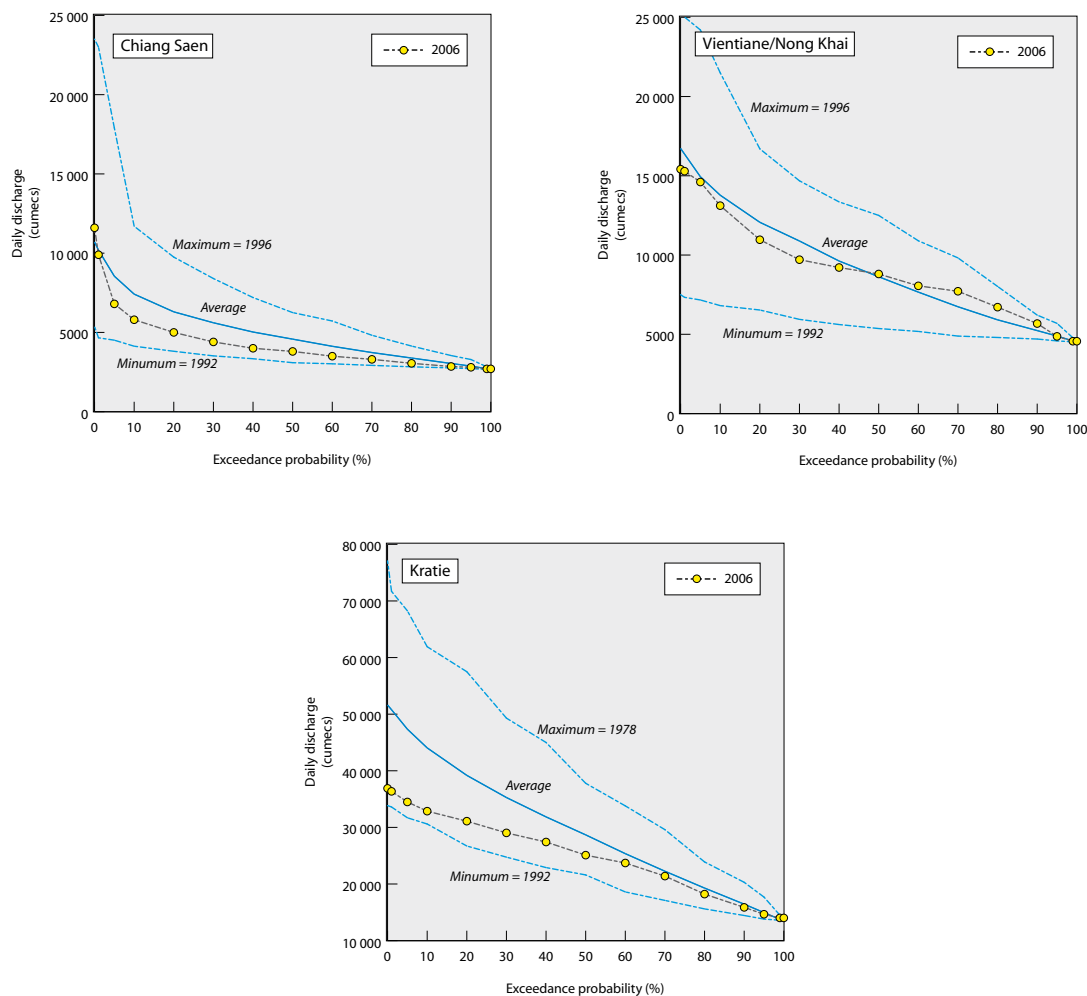 Chiang Saen
2006
25 000
20 000
15 000
10 000
5000
0
Daily discharge
(cumecs)
Maximum = 1996
Average
Minumum = 1992
0 10 20 30 40 50 60 70 80 90 100
Exceedance probability (%)
Vientiane/Nong Khai
2006
25 000
20 000
15 000
10 000
5000
0
Daily discharge
(cumecs)
Maximum = 1996
Average
Minumum = 1992
0 10 20 30 40 50 60 70 80 90 100
Exceedance probability (%)
Kratie
2006
80 000
70 000
60 000
50 000
40 000
30 000
20 000
10 000
Daily discharge
(cumecs)
Maximum = 1978
Average
Minumum = 1992
0 10 20 30 40 50 60 70 80 90 100
Exceedance probability (%)